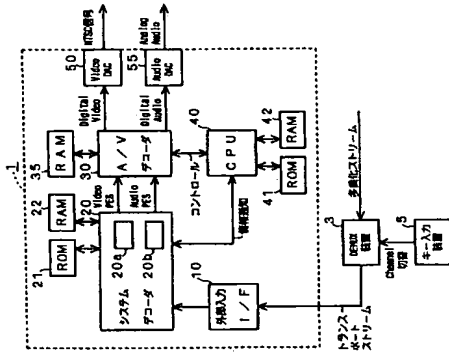 1
NTSC信号
Analog Audio
50
Video DAC
55
Audio DAC
Digital Video
Digital Audio
35
RAM
30
A/V デコーダ
40
CPU
42
RAM
41
ROM
コントロール
情報通知
22
RAM
21
ROM
20
Video PES
Audio PES
システム デコーダ
20a
20b
10
外部入力 I/F
トランスポート ストリーム
多重化ストリーム
3
DEMUX 装置
Channel 切替
5
キー入力 装置